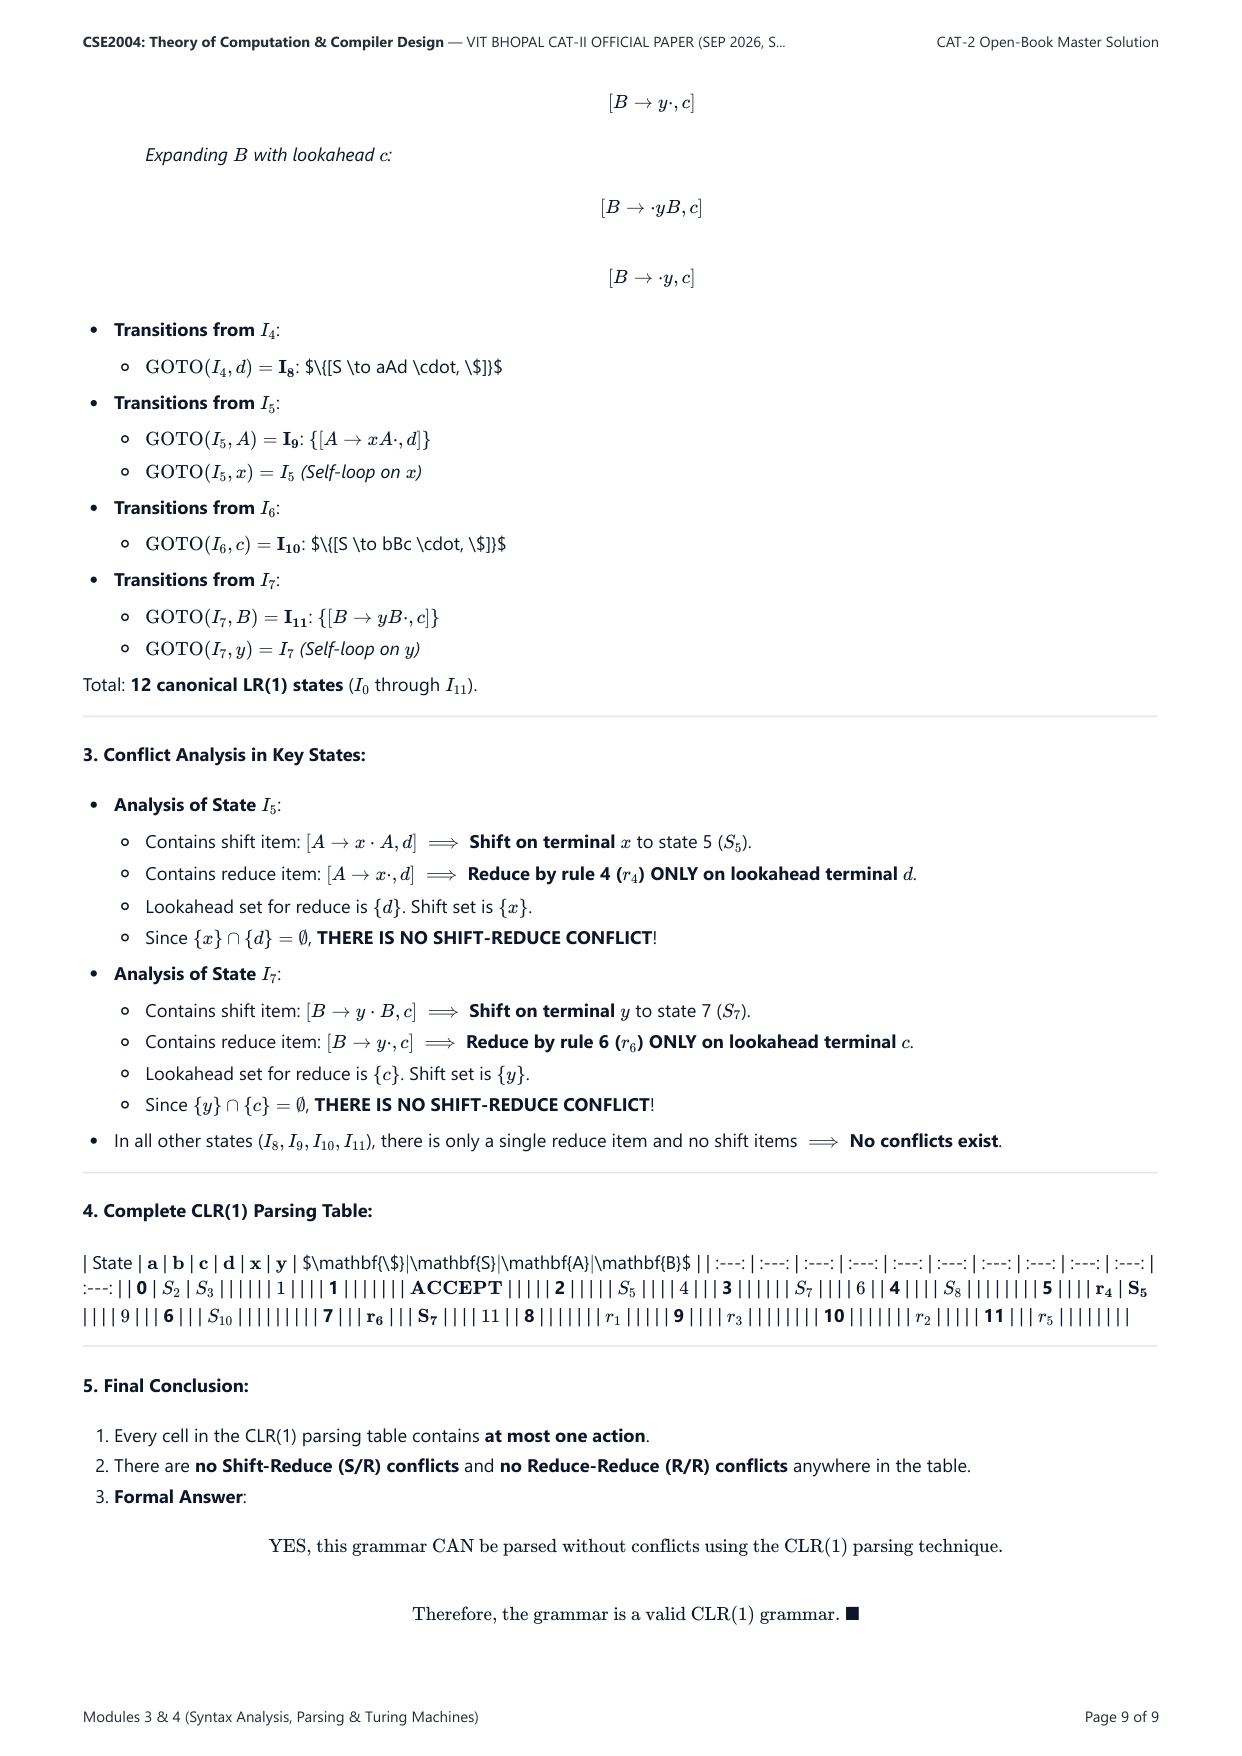 CSE2004: Theory of Computation & Compiler Design — VIT BHOPAL CAT-II OFFICIAL PAPER (SEP 2026, S... CAT-2 Open-Book Master Solution
[B → y·, c]
Expanding B with lookahead c:
[B → ·yB, c]
[B → ·y, c]
• Transitions from I₄:
◦ GOTO(I₄, d) = I₈: $\{[S \to aAd \cdot, \$]}$
• Transitions from I₅:
◦ GOTO(I₅, A) = I₉: {[A → xA·, d]}
◦ GOTO(I₅, x) = I₅ (Self-loop on x)
• Transitions from I₆:
◦ GOTO(I₆, c) = I₁₀: $\{[S \to bBc \cdot, \$]}$
• Transitions from I₇:
◦ GOTO(I₇, B) = I₁₁: {[B → yB·, c]}
◦ GOTO(I₇, y) = I₇ (Self-loop on y)
Total: 12 canonical LR(1) states (I₀ through I₁₁).
3. Conflict Analysis in Key States:
• Analysis of State I₅:
◦ Contains shift item: [A → x · A, d] ⟹ Shift on terminal x to state 5 (S₅).
◦ Contains reduce item: [A → x·, d] ⟹ Reduce by rule 4 (r₄) ONLY on lookahead terminal d.
◦ Lookahead set for reduce is {d}. Shift set is {x}.
◦ Since {x} ∩ {d} = ∅, THERE IS NO SHIFT-REDUCE CONFLICT!
• Analysis of State I₇:
◦ Contains shift item: [B → y · B, c] ⟹ Shift on terminal y to state 7 (S₇).
◦ Contains reduce item: [B → y·, c] ⟹ Reduce by rule 6 (r₆) ONLY on lookahead terminal c.
◦ Lookahead set for reduce is {c}. Shift set is {y}.
◦ Since {y} ∩ {c} = ∅, THERE IS NO SHIFT-REDUCE CONFLICT!
• In all other states (I₈, I₉, I₁₀, I₁₁), there is only a single reduce item and no shift items ⟹ No conflicts exist.
4. Complete CLR(1) Parsing Table:
| State | a | b | c | d | x | y | $\mathbf{\$}|\mathbf{S}|\mathbf{A}|\mathbf{B}$ | | :---: | :---: | :---: | :---: | :---: | :---: | :---: | :---: | :---: | :---: |
:---: | | 0 | S₂ | S₃ | | | | | | 1 | | | | 1 | | | | | | | ACCEPT | | | | | 2 | | | | | S₅ | | | | 4 | | 3 | | | | | | S₇ | | | | 6 | | 4 | | | | S₈ | | | | | | | | 5 | | | | r₄ | S₅
| | | | 9 | | | 6 | | | S₁₀ | | | | | | | | | 7 | | | r₆ | | | S₇ | | | | 11 | | 8 | | | | | | | r₁ | | | | | 9 | | | | r₃ | | | | | | | | 10 | | | | | | | r₂ | | | | | 11 | | | r₅ | | | | | | | |
5. Final Conclusion:
1. Every cell in the CLR(1) parsing table contains at most one action.
2. There are no Shift-Reduce (S/R) conflicts and no Reduce-Reduce (R/R) conflicts anywhere in the table.
3. Formal Answer:
YES, this grammar CAN be parsed without conflicts using the CLR(1) parsing technique.
Therefore, the grammar is a valid CLR(1) grammar. ■
Modules 3 & 4 (Syntax Analysis, Parsing & Turing Machines) Page 9 of 9